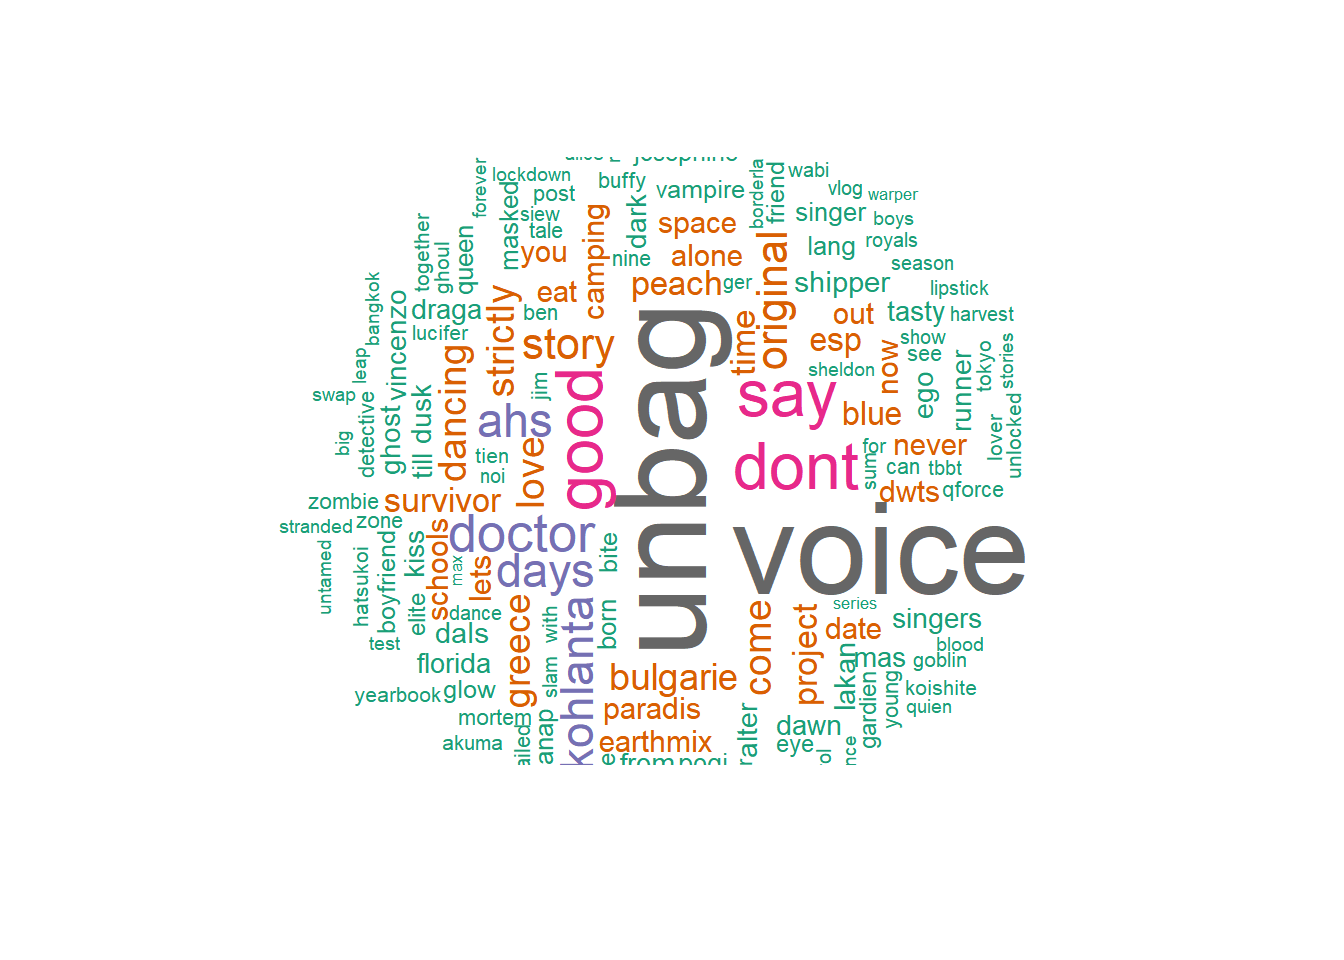 forever
lockdown
buffy
vampire
borderla
friend
wabi
vlog
warper
post
masked
siew
tale
you
camping
dark
nine
space
alone
singer
boys
lang
royals
season
together
ghoul
queen
eat
peach
ger
original
shipper
lipstick
bangkok
vincenzo
draga
lucifer
strictly
ben
story
unbag
time
out
esp
tasty
harvest
now
show
see
leap
swap
big
detective
ghost
till dusk
dancing
ahs
jim
good
say
sheldon
blue
ego
runner
tokyo
stories
tien
noi
love
dont
for
sum
never
can
tbbt
lover
unlocked
dwts
qforce
zombie
survivor
stranded
zone
doctor
days
voice
untamed
hatsukoi
boyfriend
kiss
schools
max
lets
bite
test
elite
dance
dals
greece
with
kohlanta
born
come
project
series
date
singers
blood
florida
slam
bulgarie
lakan
mas
goblin
yearbook
glow
paradis
gardien
young
koishite
quien
mortem
akuma
anap
earthmix
ralter
dawn
eye
from